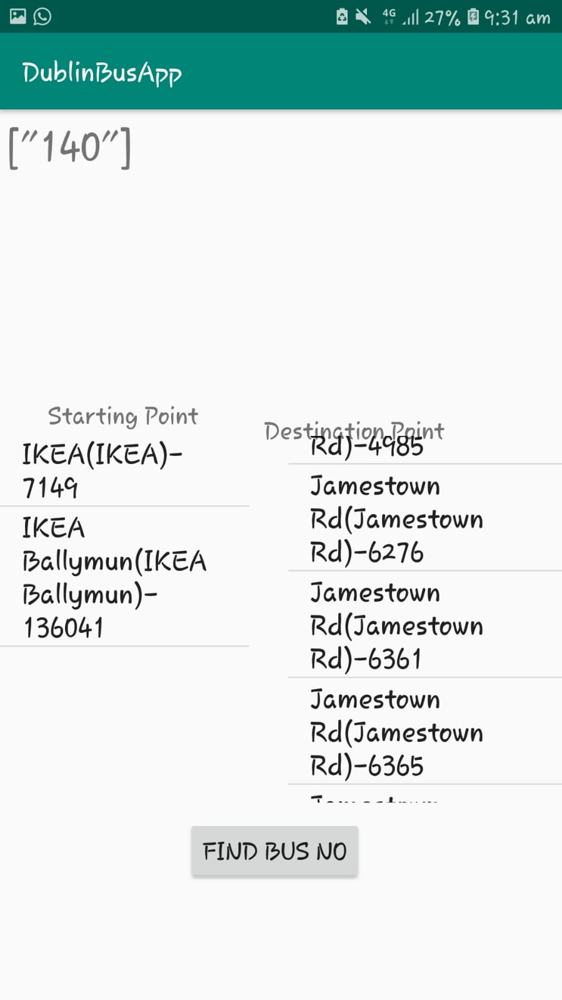 4G 27% 9:31 am
DublinBusApp
["140"]
Starting Point
IKEA(IKEA)-
7149
IKEA
Ballymun(IKEA
Ballymun)-
136041
Destination Point
Rd)-4985
Jamestown
Rd(Jamestown
Rd)-6276
Jamestown
Rd(Jamestown
Rd)-6361
Jamestown
Rd(Jamestown
Rd)-6365
FIND BUS NO